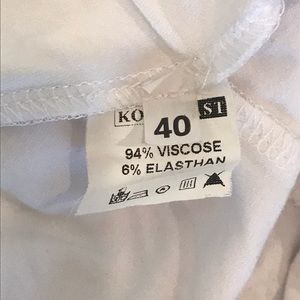 KO ST
40
94% VISCOSE
6% ELASTHAN